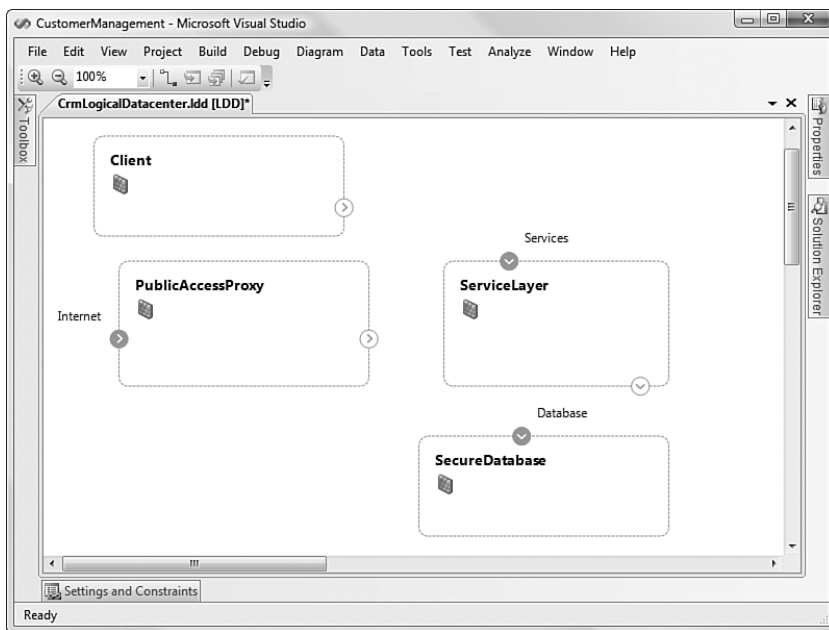 CustomerManagement - Microsoft Visual Studio
File Edit View Project Build Debug Diagram Data Tools Test Analyze Window Help
100%
CrmLogicalDatacenter.ldd [LDD]*
Toolbox
Properties
Solution Explorer
Client
Services
PublicAccessProxy
ServiceLayer
Internet
Database
SecureDatabase
Settings and Constraints
Ready